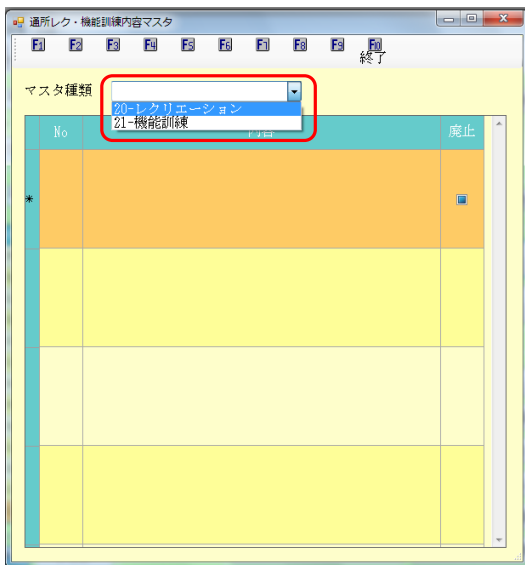 通所レク・機能訓練内容マスタ
F1 F2 F3 F4 F5 F6 F7 F8 F9 F10
終了
マスタ種類
20-レクリエーション
21-機能訓練
No 内容 廃止
*